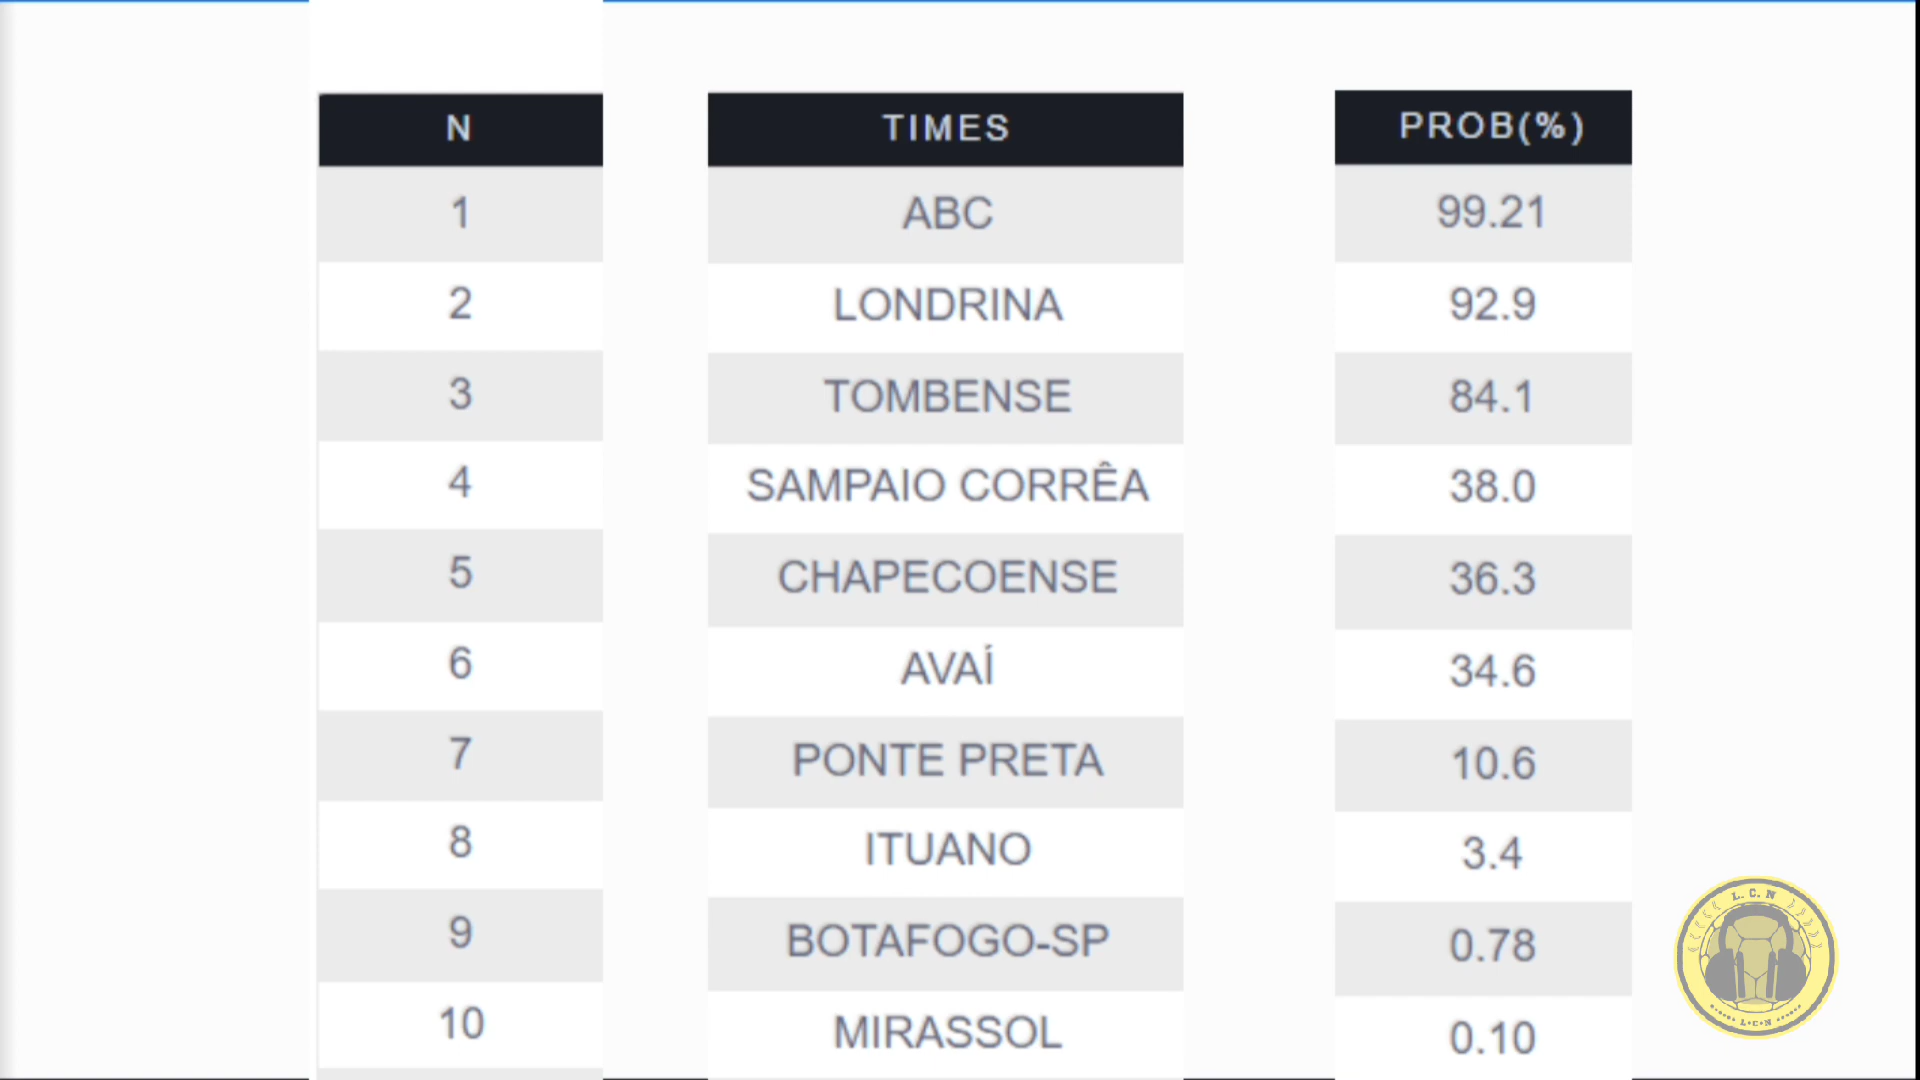 N TIMES PROB(%)
1 ABC 99.21
2 LONDRINA 92.9
3 TOMBENSE 84.1
4 SAMPAIO CORRÊA 38.0
5 CHAPECOENSE 36.3
6 AVAÍ 34.6
7 PONTE PRETA 10.6
8 ITUANO 3.4
9 BOTAFOGO-SP 0.78
10 MIRASSOL 0.10
L.C.N
L·C·N